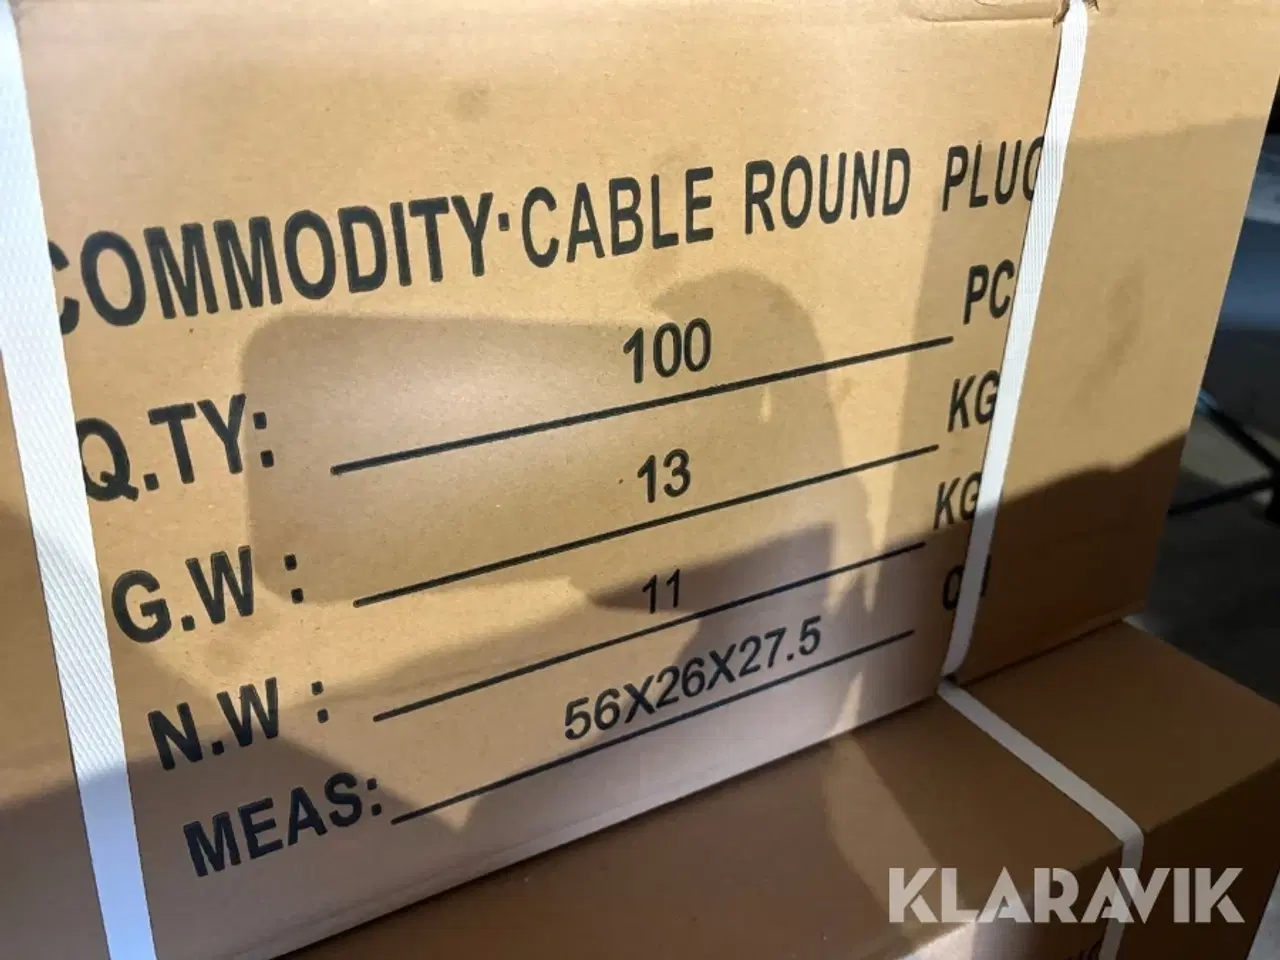 COMMODITY·CABLE ROUND PLUG
Q.TY: 100 PC
G.W : 13 KG
N.W : 11 KG
MEAS: 56X26X27.5
KLARAVIK